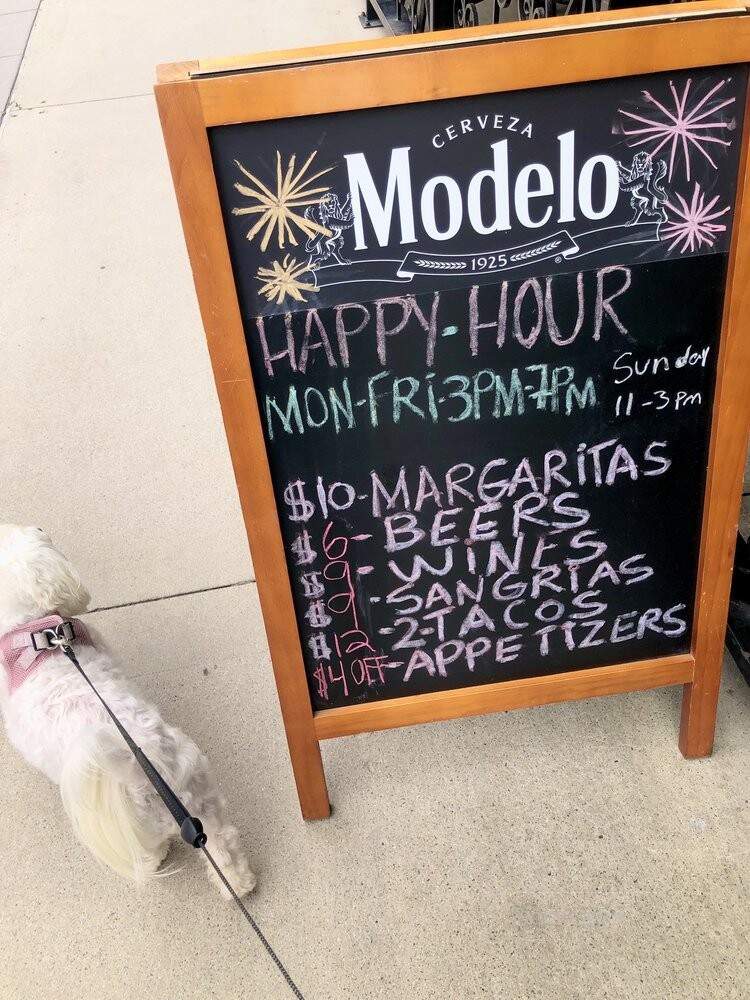 CERVEZA
Modelo
1925
HAPPY-HOUR
MON-FRI-3PM-7PM
Sunday
11-3pm
$10-MARGARITAS
$6-BEERS
$9-WINES
$9-SANGRIAS
$12-2-TACOS
$4 OFF-APPETIZERS